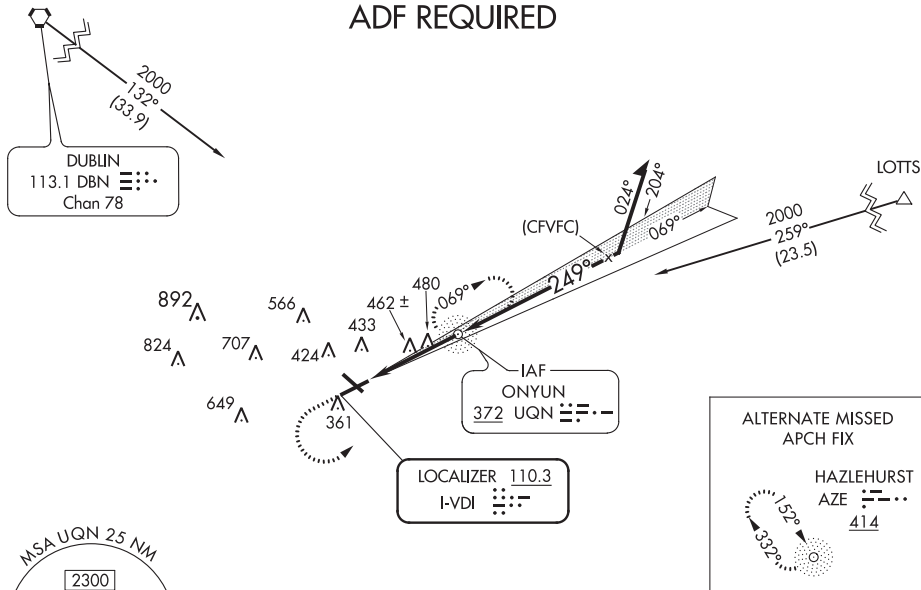 ADF REQUIRED
2000
132°
(33.9)
DUBLIN
113.1 DBN
Chan 78
LOTTS
2000
259°
(23.5)
024°
204°
(CFVFC)
069°
249°
069°
892
566
462 ±
480
824
707
424
433
649
361
IAF
ONYUN
372 UQN
LOCALIZER 110.3
I-VDI
ALTERNATE MISSED
APCH FIX
HAZLEHURST
AZE
414
152°
332°
MSA UQN 25 NM
2300